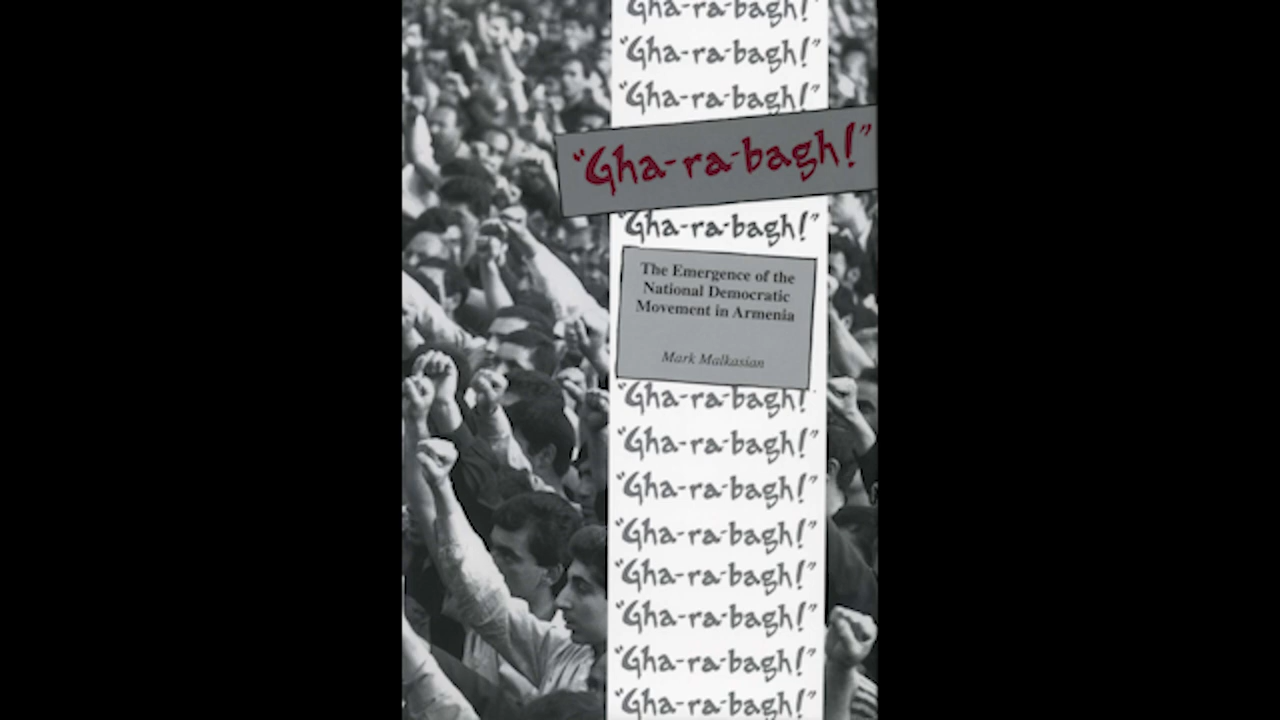 "Gha-ra-bagh!"
"Gha-ra-bagh!"
"Gha-ra-bagh!"
"Gha-ra-bagh!"
"Gha-ra-bagh!"
The Emergence of the
National Democratic
Movement in Armenia
Mark Malkasian
"Gha-ra-bagh!"
"Gha-ra-bagh!"
"Gha-ra-bagh!"
"Gha-ra-bagh!"
"Gha-ra-bagh!"
"Gha-ra-bagh!"
"Gha-ra-bagh!"
"Gha-ra-bagh!"